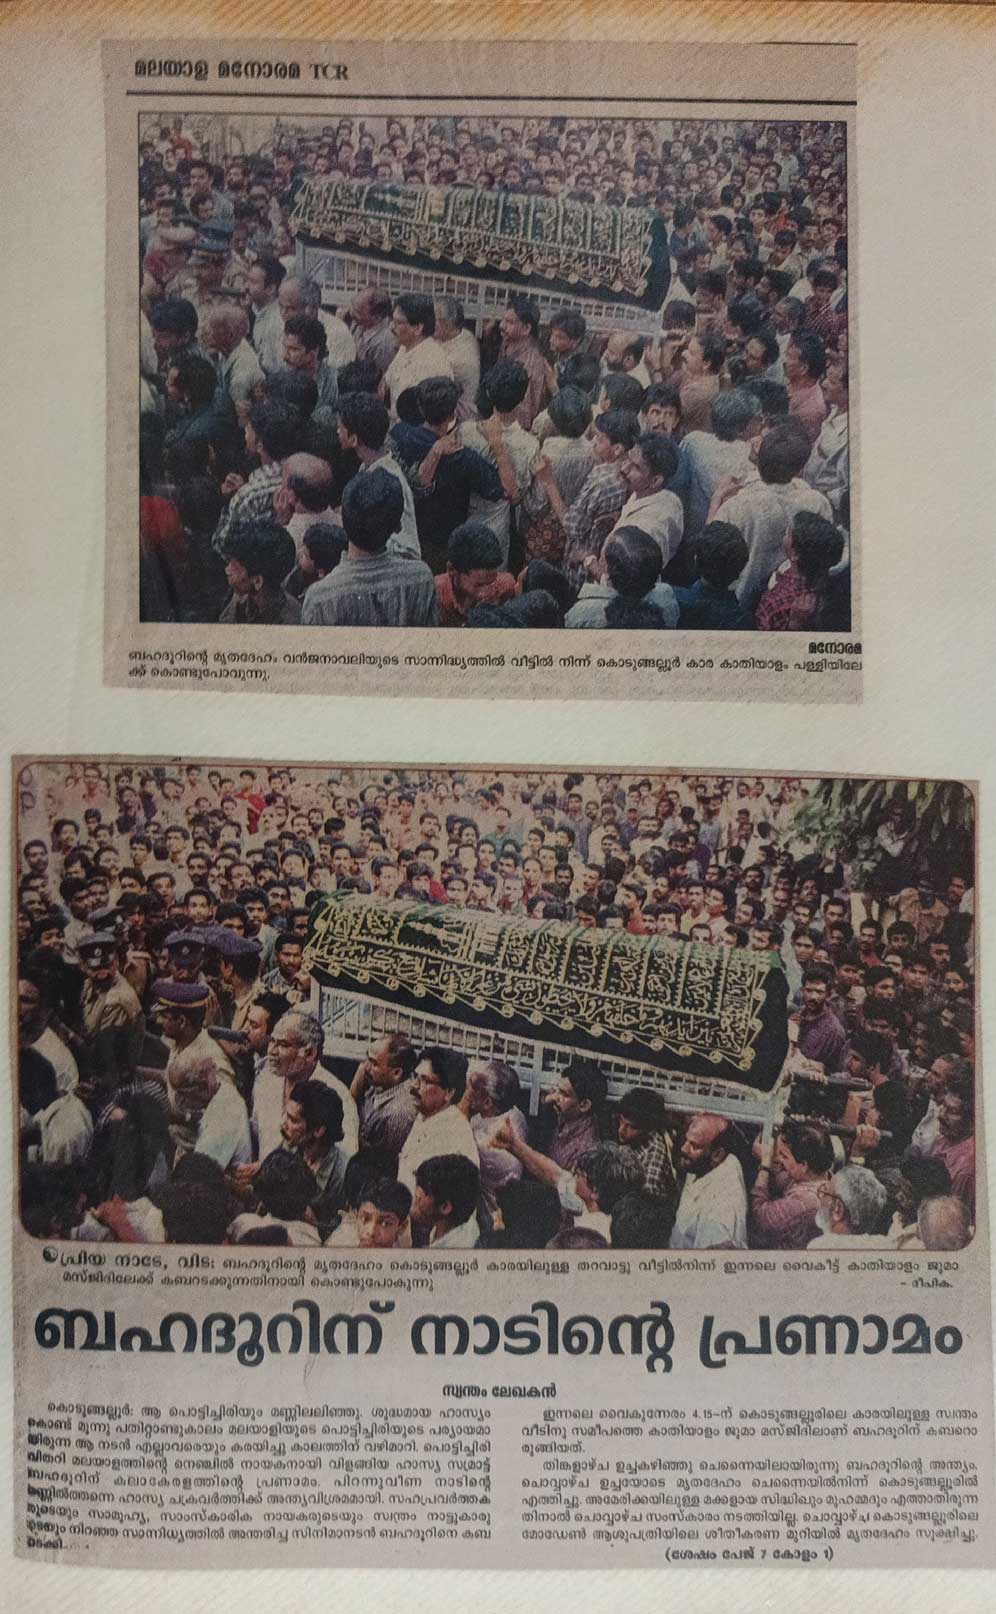 മലയാള മനോരമ TCR
മനോരമ
ബഹദൂറിന്റെ മൃതദേഹം വൻജനാവലിയുടെ സാന്നിദ്ധ്യത്തിൽ വീട്ടിൽ നിന്ന് കൊടുങ്ങല്ലൂർ കാര കാതിയാളം പള്ളിയിലേ
ക്ക് കൊണ്ടുപോവുന്നു.
പ്രിയ നാടേ, വിട: ബഹദൂറിന്റെ മൃതദേഹം കൊടുങ്ങല്ലൂർ കാരയിലുള്ള തറവാട്ടു വീട്ടിൽനിന്ന് ഇന്നലെ വൈകീട്ട് കാതിയാളം ജുമാ
മസ്ജിദിലേക്ക് കബറടക്കുന്നതിനായി കൊണ്ടുപോകുന്നു – ദീപിക.
ബഹദൂറിന് നാടിന്റെ പ്രണാമം
സ്വന്തം ലേഖകൻ
കൊടുങ്ങല്ലൂർ: ആ പൊട്ടിച്ചിരിയും മണ്ണിലലിഞ്ഞു. ശുദ്ധമായ ഹാസ്യം
കൊണ്ട് മൂന്നു പതിറ്റാണ്ടുകാലം മലയാളിയുടെ പൊട്ടിച്ചിരിയുടെ പര്യായമാ
യിരുന്ന ആ നടൻ എല്ലാവരെയും കരയിച്ചു കാലത്തിന് വഴിമാറി. പൊട്ടിച്ചിരി
വിതറി മലയാളത്തിന്റെ നെഞ്ചിൽ നായകനായി വിളങ്ങിയ ഹാസ്യ സമ്രാട്ട്
ബഹദൂറിന് കലാകേരളത്തിന്റെ പ്രണാമം. പിറന്നുവീണ നാടിന്റെ
മണ്ണിൽത്തന്നെ ഹാസ്യ ചക്രവർത്തിക്ക് അന്ത്യവിശ്രമമായി. സഹപ്രവർത്തക
രുടെയും സാമൂഹ്യ, സാംസ്കാരിക നായകരുടെയും സ്വന്തം നാട്ടുകാരു
ടെയും നിറഞ്ഞ സാന്നിധ്യത്തിൽ അന്തരിച്ച സിനിമാനടൻ ബഹദൂറിനെ കബ
റടക്കി.
ഇന്നലെ വൈകുന്നേരം 4.15-ന് കൊടുങ്ങല്ലൂരിലെ കാരയിലുള്ള സ്വന്തം
വീടിനു സമീപത്തെ കാതിയാളം ജുമാ മസ്ജിദിലാണ് ബഹദൂറിന് കബറൊ
രുങ്ങിയത്.
തിങ്കളാഴ്ച ഉച്ചകഴിഞ്ഞു ചെന്നൈയിലായിരുന്നു ബഹദൂറിന്റെ അന്ത്യം.
ചൊവ്വാഴ്ച ഉച്ചയോടെ മൃതദേഹം ചെന്നൈയിൽനിന്ന് കൊടുങ്ങല്ലൂരിൽ
എത്തിച്ചു. അമേരിക്കയിലുള്ള മക്കളായ സിദ്ധിഖും മുഹമ്മദും എത്താതിരുന്ന
തിനാൽ ചൊവ്വാഴ്ച സംസ്കാരം നടത്തിയില്ല. ചൊവ്വാഴ്ച കൊടുങ്ങല്ലൂരിലെ
മോഡേൺ ആശുപത്രിയിലെ ശീതീകരണ മുറിയിൽ മൃതദേഹം സൂക്ഷിച്ചു.
(ശേഷം പേജ് 7 കോളം 1)